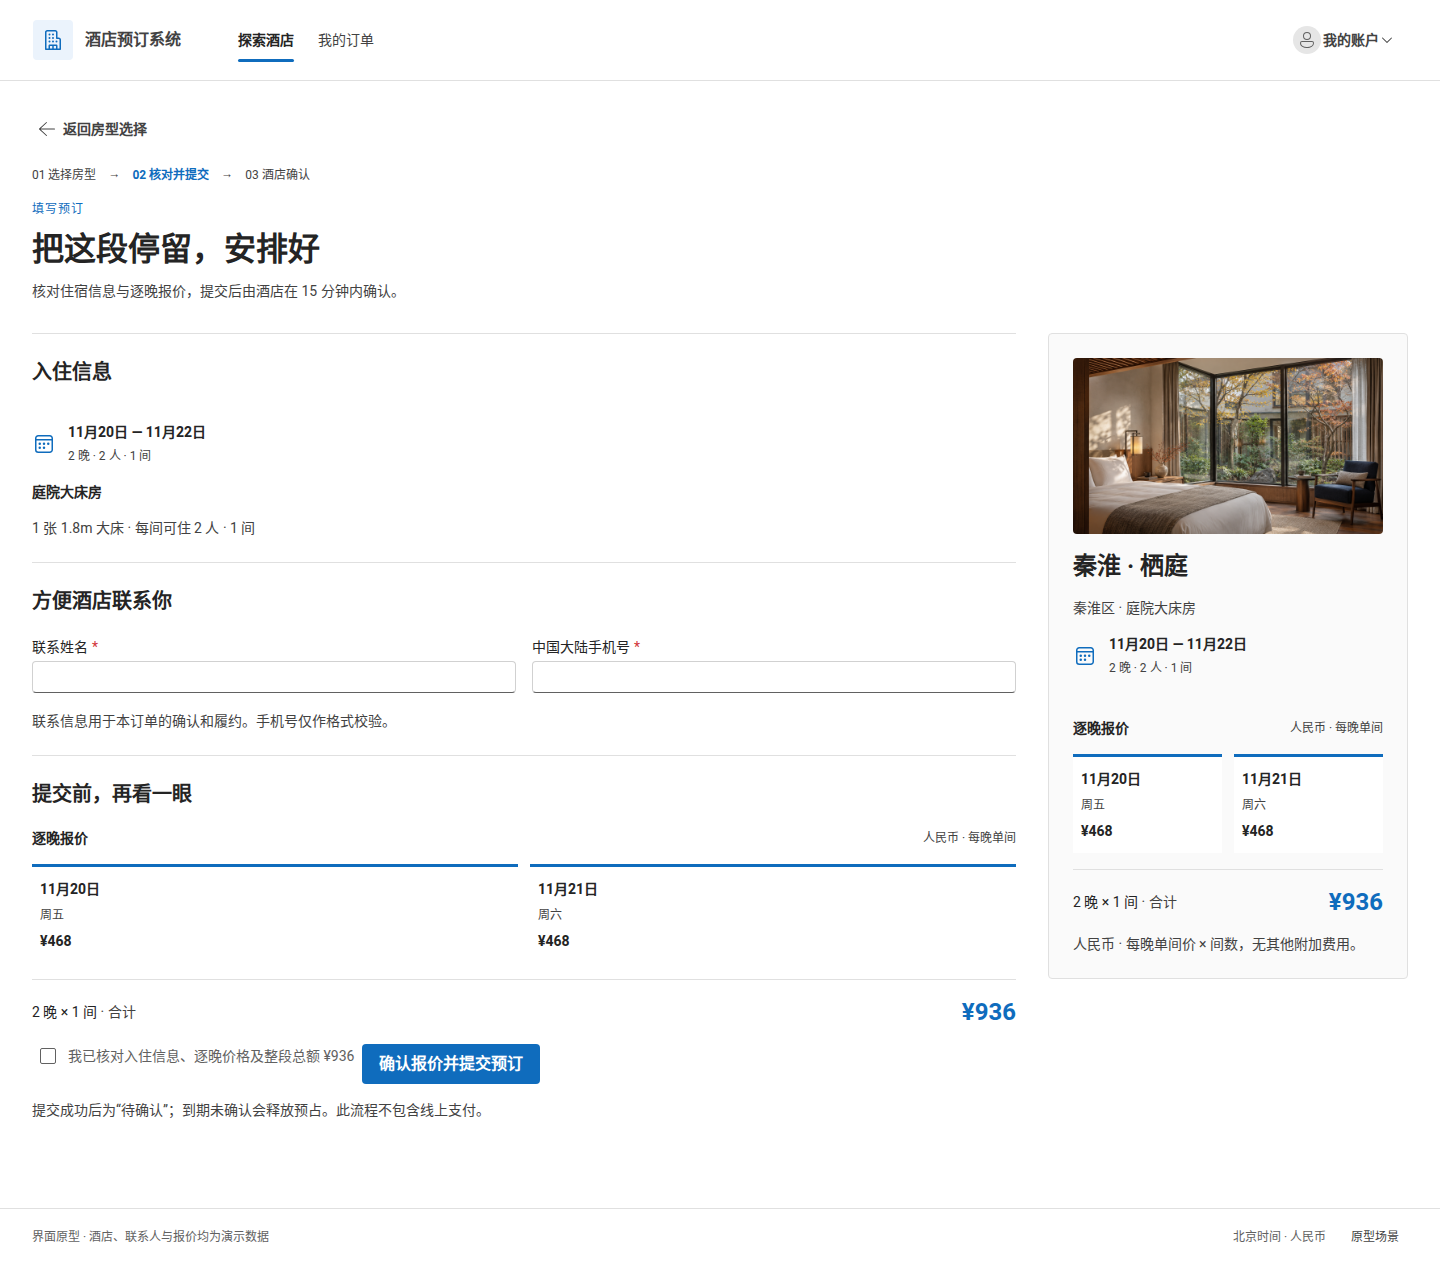 酒店预订系统
探索酒店
我的订单
我的账户
返回房型选择
01 选择房型 → 02 核对并提交 → 03 酒店确认
填写预订
把这段停留，安排好
核对住宿信息与逐晚报价，提交后由酒店在 15 分钟内确认。
入住信息
11月20日 — 11月22日
2 晚 · 2 人 · 1 间
庭院大床房
1 张 1.8m 大床 · 每间可住 2 人 · 1 间
方便酒店联系你
联系姓名 *
中国大陆手机号 *
联系信息用于本订单的确认和履约。手机号仅作格式校验。
提交前，再看一眼
逐晚报价
人民币 · 每晚单间
11月20日
周五
¥468
11月21日
周六
¥468
2 晚 × 1 间 · 合计
¥936
我已核对入住信息、逐晚价格及整段总额 ¥936
确认报价并提交预订
提交成功后为“待确认”；到期未确认会释放预占。此流程不包含线上支付。
秦淮 · 栖庭
秦淮区 · 庭院大床房
11月20日 — 11月22日
2 晚 · 2 人 · 1 间
逐晚报价
人民币 · 每晚单间
11月20日
周五
¥468
11月21日
周六
¥468
2 晚 × 1 间 · 合计
¥936
人民币 · 每晚单间价 × 间数，无其他附加费用。
界面原型 · 酒店、联系人与报价均为演示数据
北京时间 · 人民币
原型场景